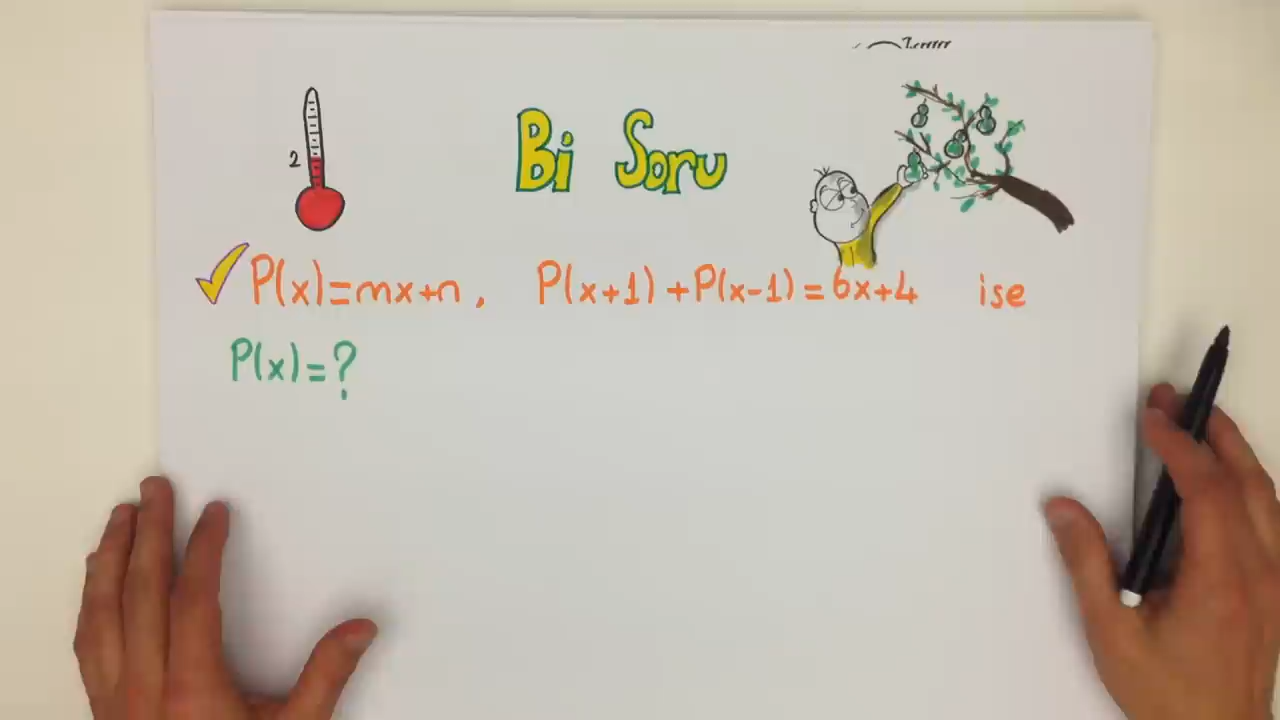 Bi Soru
2
P(x)=mx+n, P(x+1)+P(x-1)=6x+4 ise
P(x)=?